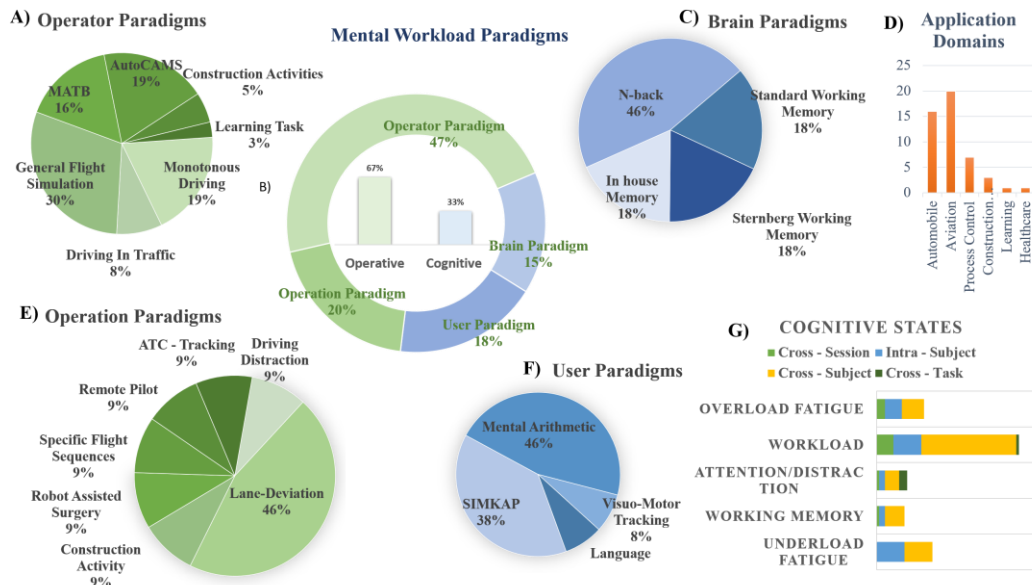 A) Operator Paradigms
AutoCAMS
19%
MATB
16%
Construction Activities
5%
Learning Task
3%
General Flight
Simulation
30%
Monotonous
Driving
19%
Driving In Traffic
8%
Mental Workload Paradigms
B)
Operator Paradigm
47%
67%
33%
Operative
Cognitive
Brain Paradigm
15%
Operation Paradigm
20%
User Paradigm
18%
C) Brain Paradigms
N-back
46%
Standard Working
Memory
18%
In house
Memory
18%
Sternberg Working
Memory
18%
D) Application
Domains
25
20
15
10
5
0
Automobile
Aviation
Process Control
Construction…
Learning
Healthcare
E) Operation Paradigms
ATC - Tracking
9%
Driving
Distraction
9%
Remote Pilot
9%
Specific Flight
Sequences
9%
Robot Assisted
Surgery
9%
Construction
Activity
9%
Lane-Deviation
46%
F) User Paradigms
Mental Arithmetic
46%
SIMKAP
38%
Visuo-Motor
Tracking
8%
Language
G) COGNITIVE STATES
Cross - Session
Intra - Subject
Cross - Subject
Cross - Task
OVERLOAD FATIGUE
WORKLOAD
ATTENTION/DISTRAC
TION
WORKING MEMORY
UNDERLOAD
FATIGUE